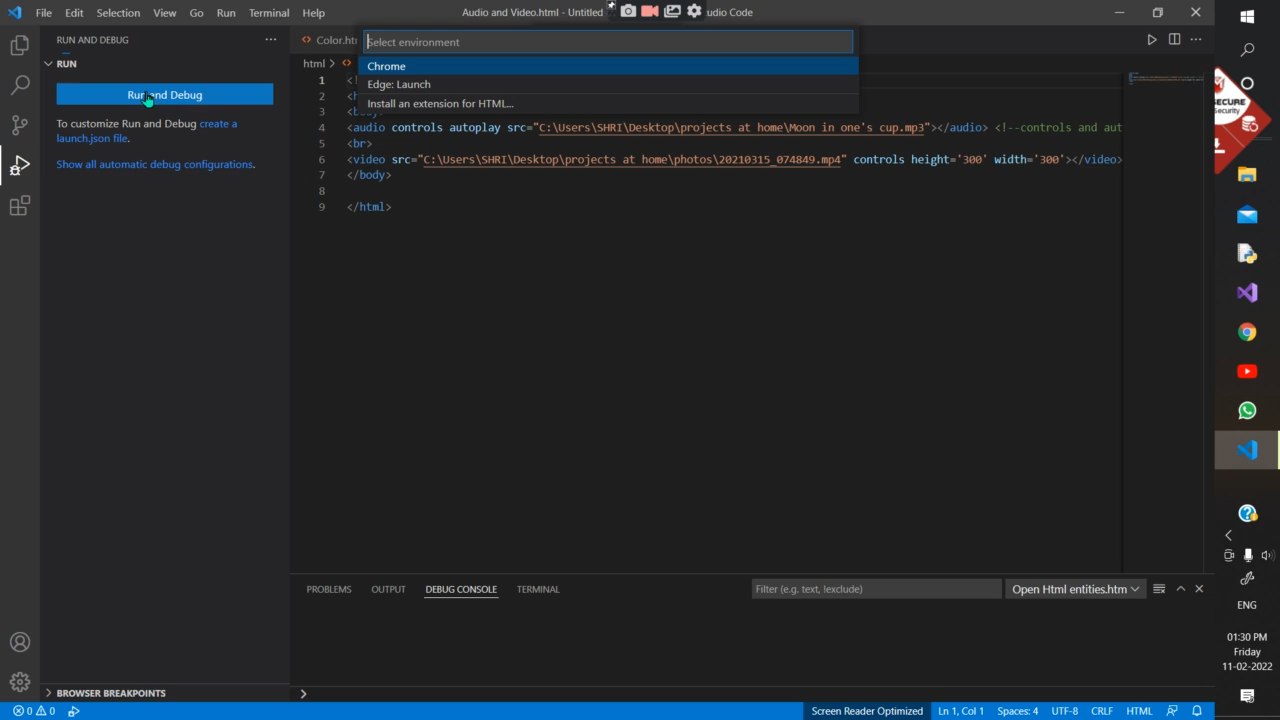 File Edit Selection View Go Run Terminal Help
Audio and Video.html - Untitled
udio Code
RUN AND DEBUG
RUN
Run and Debug
To customize Run and Debug create a
launch.json file.
Show all automatic debug configurations.
Select environment
Chrome
Edge: Launch
Install an extension for HTML...
Color.ht
html
1 <!
2 <h
3 <body>
4 <audio controls autoplay src="C:\Users\SHRI\Desktop\projects at home\Moon in one's cup.mp3"></audio> <!--controls and aut
5 <br>
6 <video src="C:\Users\SHRI\Desktop\projects at home\photos\20210315_074849.mp4" controls height='300' width='300'></video>
7 </body>
8
9 </html>
PROBLEMS OUTPUT DEBUG CONSOLE TERMINAL
Filter (e.g. text, !exclude)
Open Html entities.htm
BROWSER BREAKPOINTS
0 0
Screen Reader Optimized Ln 1, Col 1 Spaces: 4 UTF-8 CRLF HTML
SECURE
Security
ENG
01:30 PM
Friday
11-02-2022